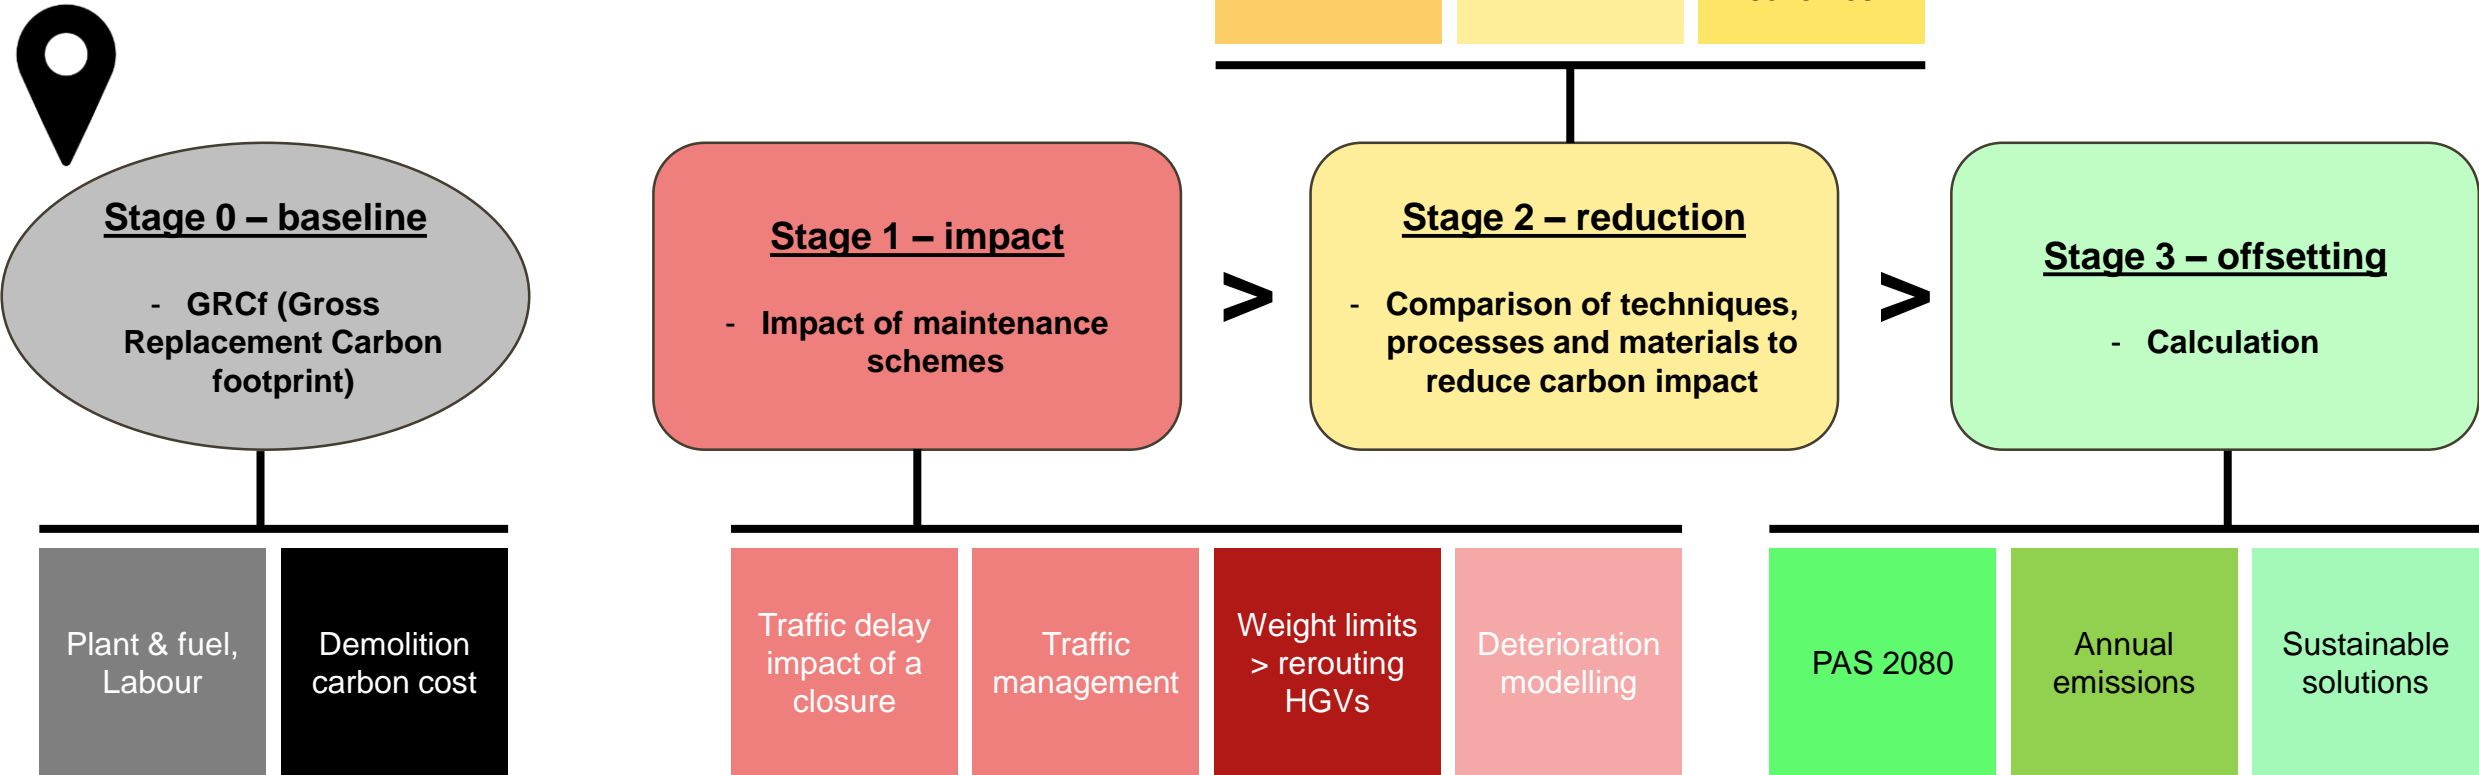 Stage 0 – baseline
- GRCf (Gross
Replacement Carbon
footprint)
Stage 1 – impact
- Impact of maintenance
schemes
>
Stage 2 – reduction
- Comparison of techniques,
processes and materials to
reduce carbon impact
>
Stage 3 – offsetting
- Calculation
Plant & fuel,
Labour
Demolition
carbon cost
Traffic delay
impact of a
closure
Traffic
management
Weight limits
> rerouting
HGVs
Deterioration
modelling
PAS 2080
Annual
emissions
Sustainable
solutions